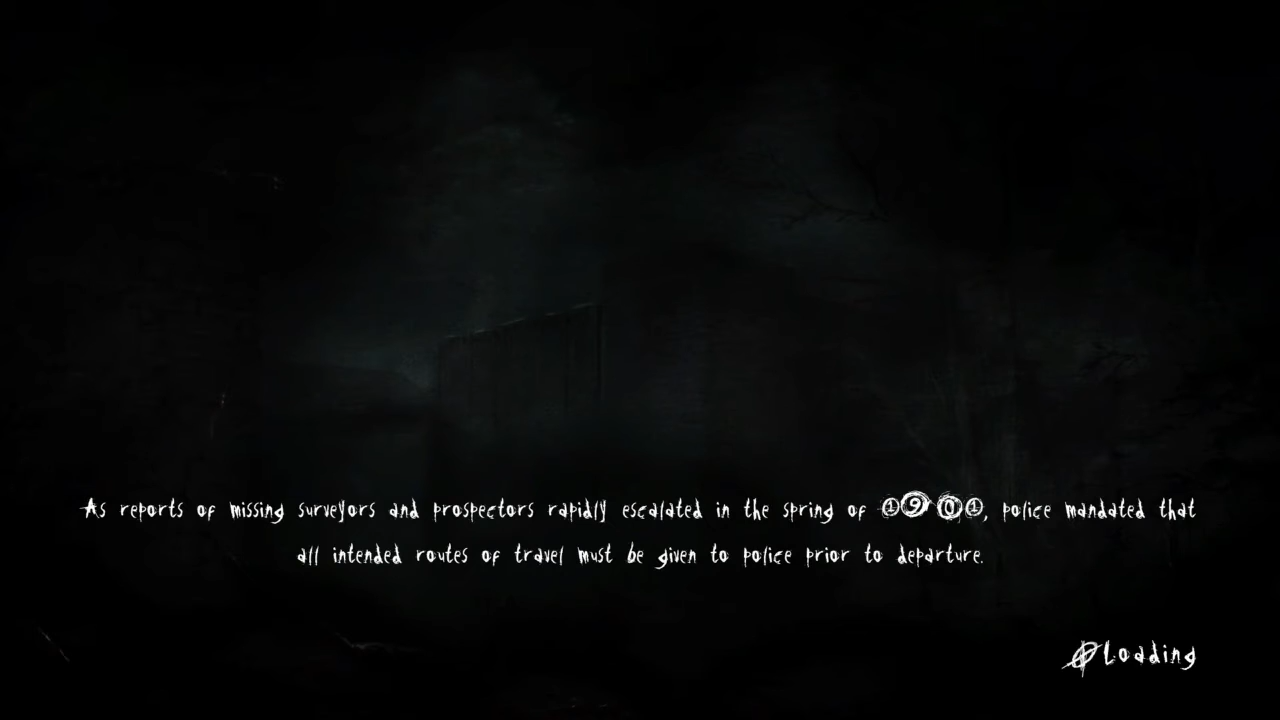 As reports of missing surveyors and prospectors rapidly escalated in the spring of 1901, police mandated that
all intended routes of travel must be given to police prior to departure.
Loading